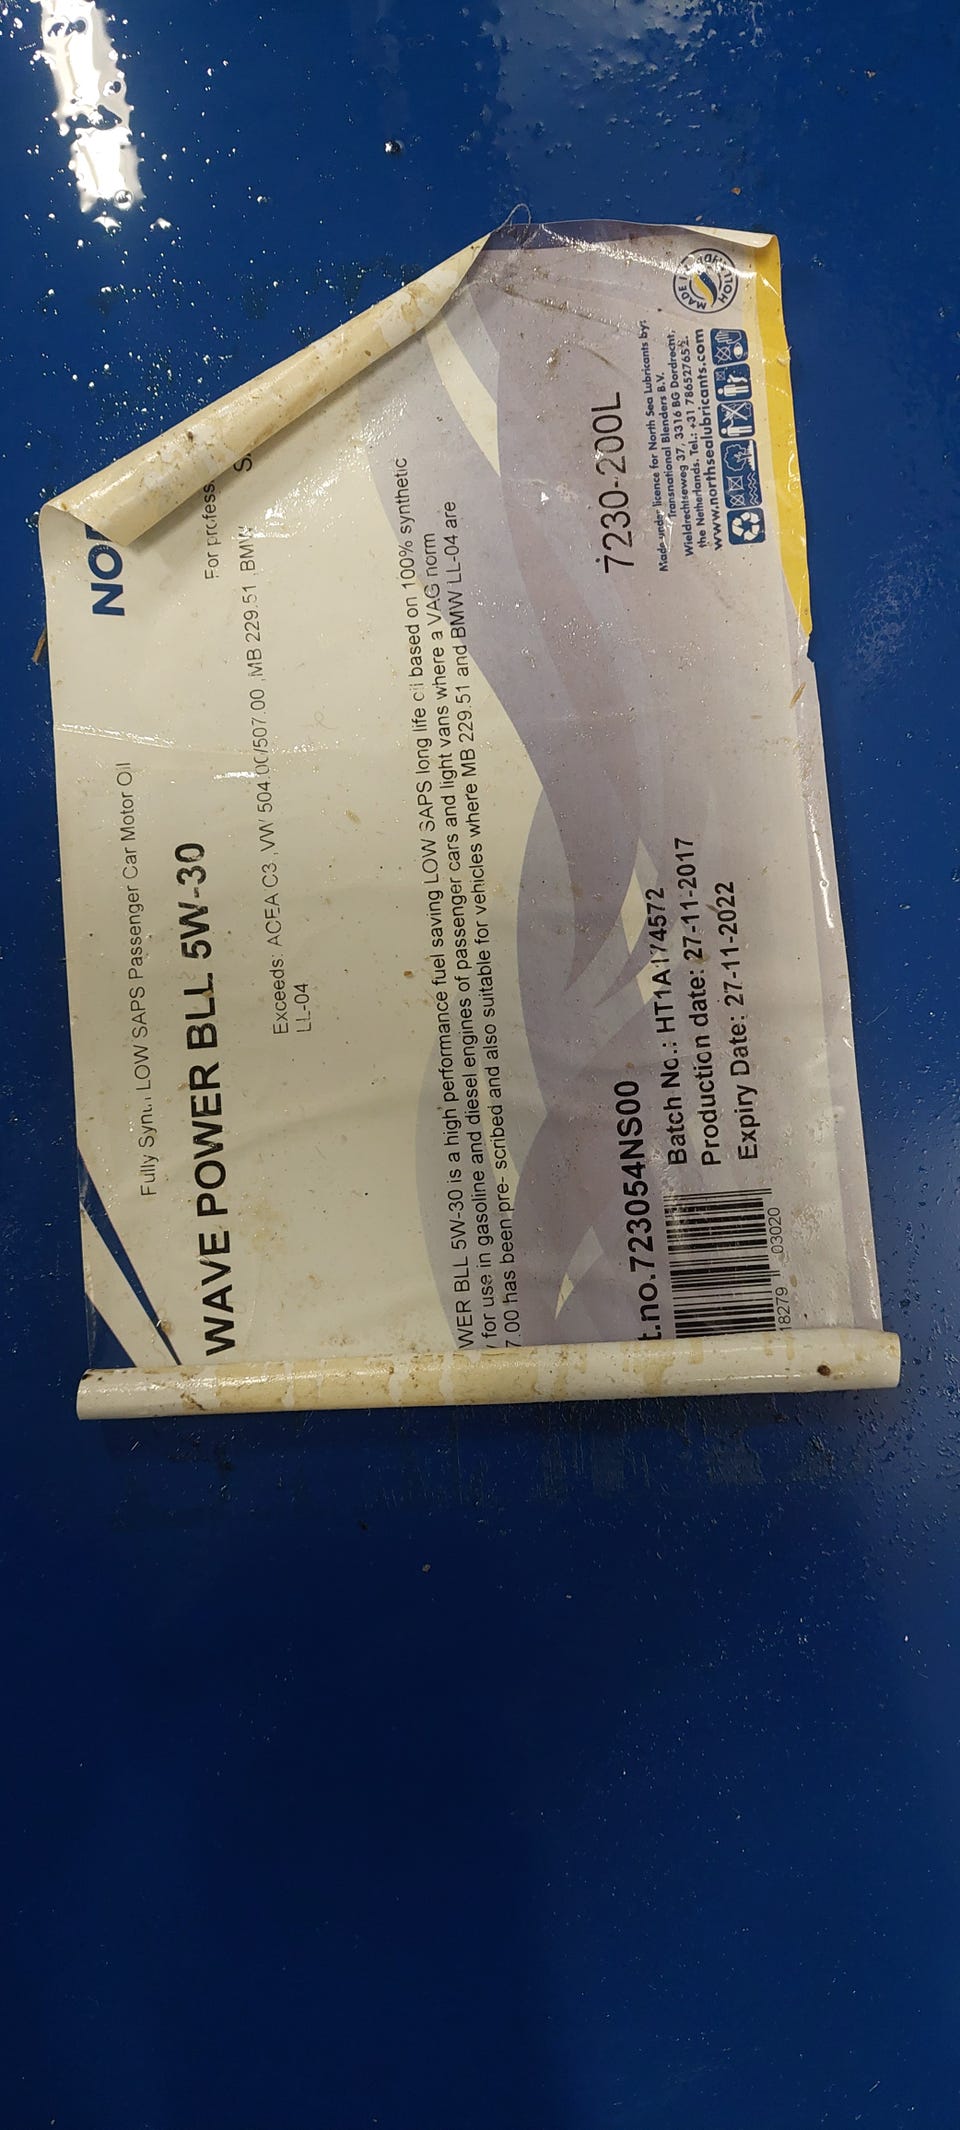 NOR
Fully Synt.. LOW SAPS Passenger Car Motor Oil
For profess
WAVE POWER BLL 5W-30
Exceeds: ACEA C3 ,VW 504.00/507.00 ,MB 229.51 ,BMW
LL-04
WER BLL 5W-30 is a high performance fuel saving LOW SAPS long life oil based on 100% synthetic
for use in gasoline and diesel engines of passenger cars and light vans where a VAG norm
7.00 has been pre- scribed and also suitable for vehicles where MB 229.51 and BMW LL-04 are
t.no.723054NS00
7230-200L
Batch No.: HT1A174572
Production date: 27-11-2017
Expiry Date: 27-11-2022
18279 03020
Made under licence for North Sea Lubricants by:
Transnational Blenders B.V.
Wieldrechtseweg 37, 3316 BG Dordrecht,
the Netherlands. Tel.: +31 786527652.
www.northsealubricants.com
MADE I
HOLL